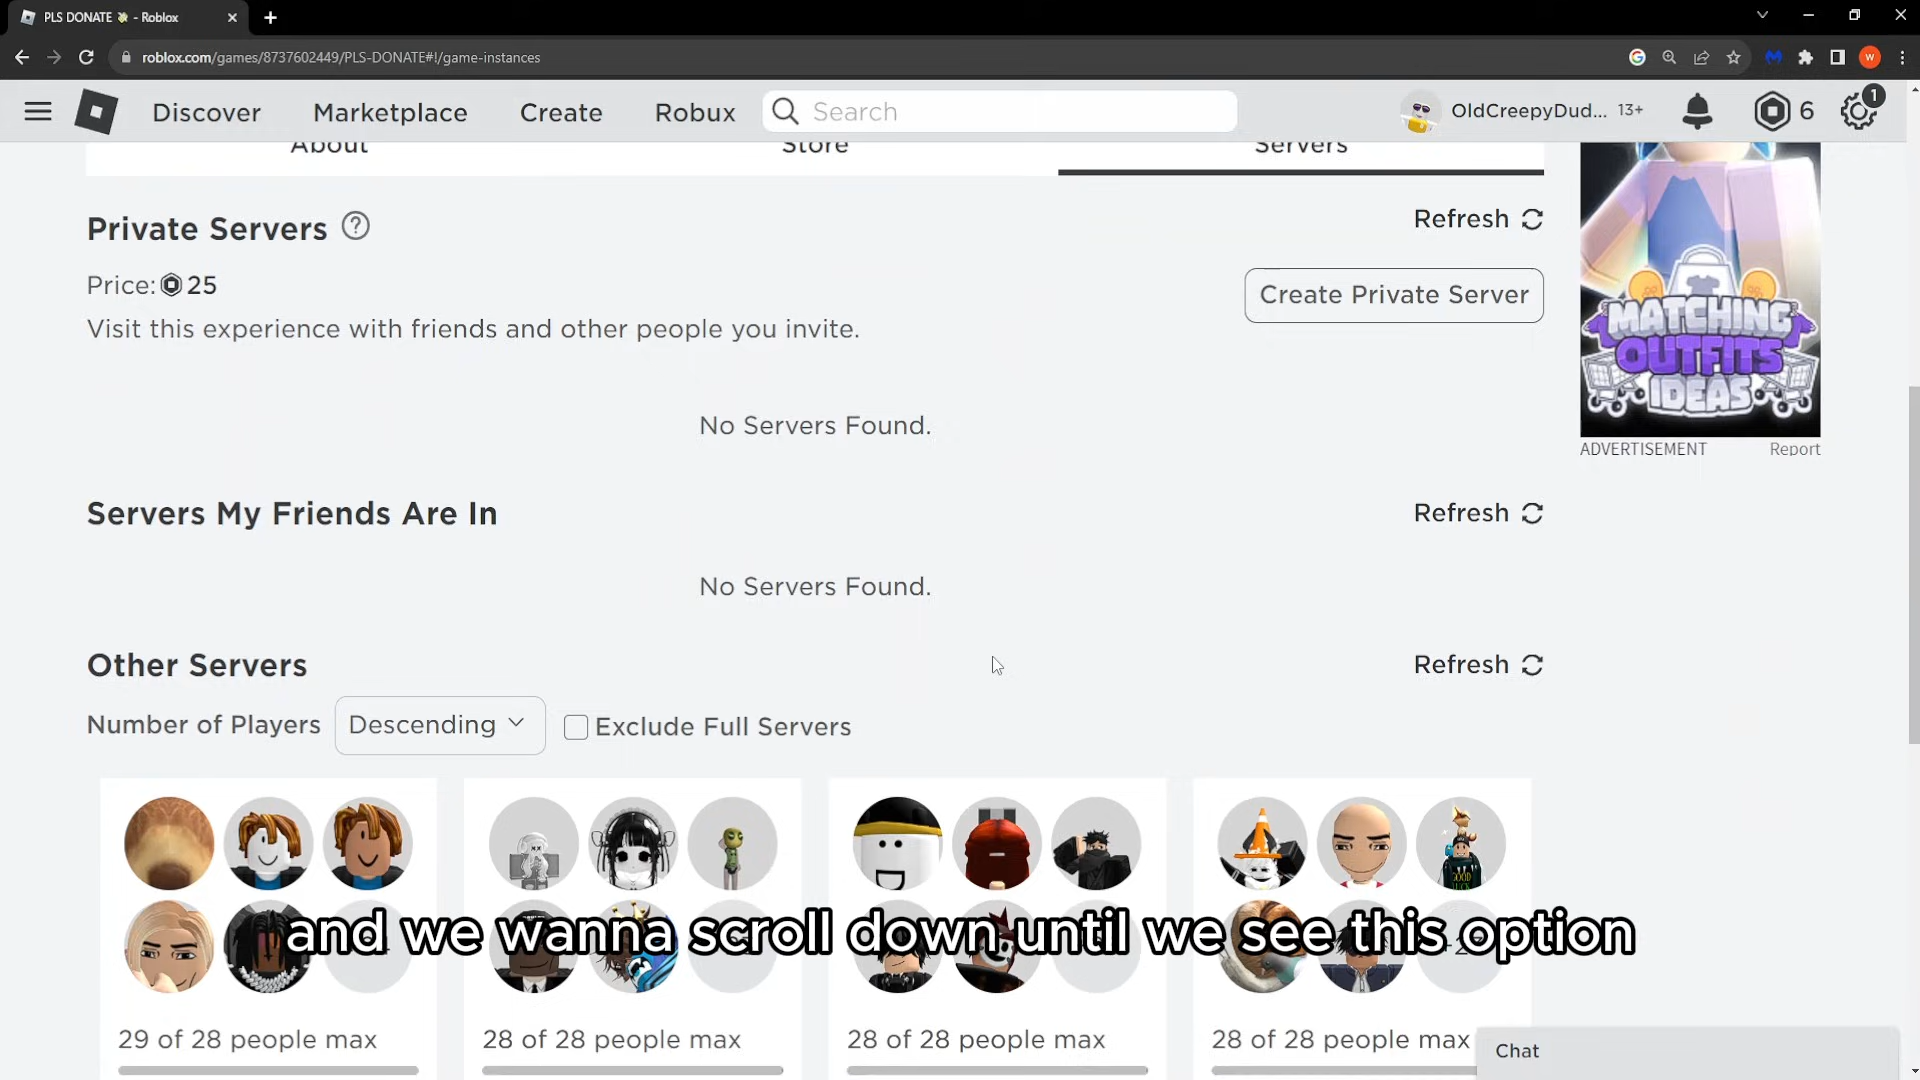 PLS DONATE - Roblox
roblox.com/games/8737602449/PLS-DONATE#!/game-instances
W
Discover Marketplace Create Robux Search OldCreepyDud... 13+ 6 1
About Store Servers
Private Servers
Refresh
Price: 25
Create Private Server
Visit this experience with friends and other people you invite.
No Servers Found.
MATCHING
OUTFITS
IDEAS
ADVERTISEMENT Report
Servers My Friends Are In
Refresh
No Servers Found.
Other Servers
Refresh
Number of Players Descending Exclude Full Servers
and we wanna scroll down until we see this option
29 of 28 people max 28 of 28 people max 28 of 28 people max 28 of 28 people max
Chat